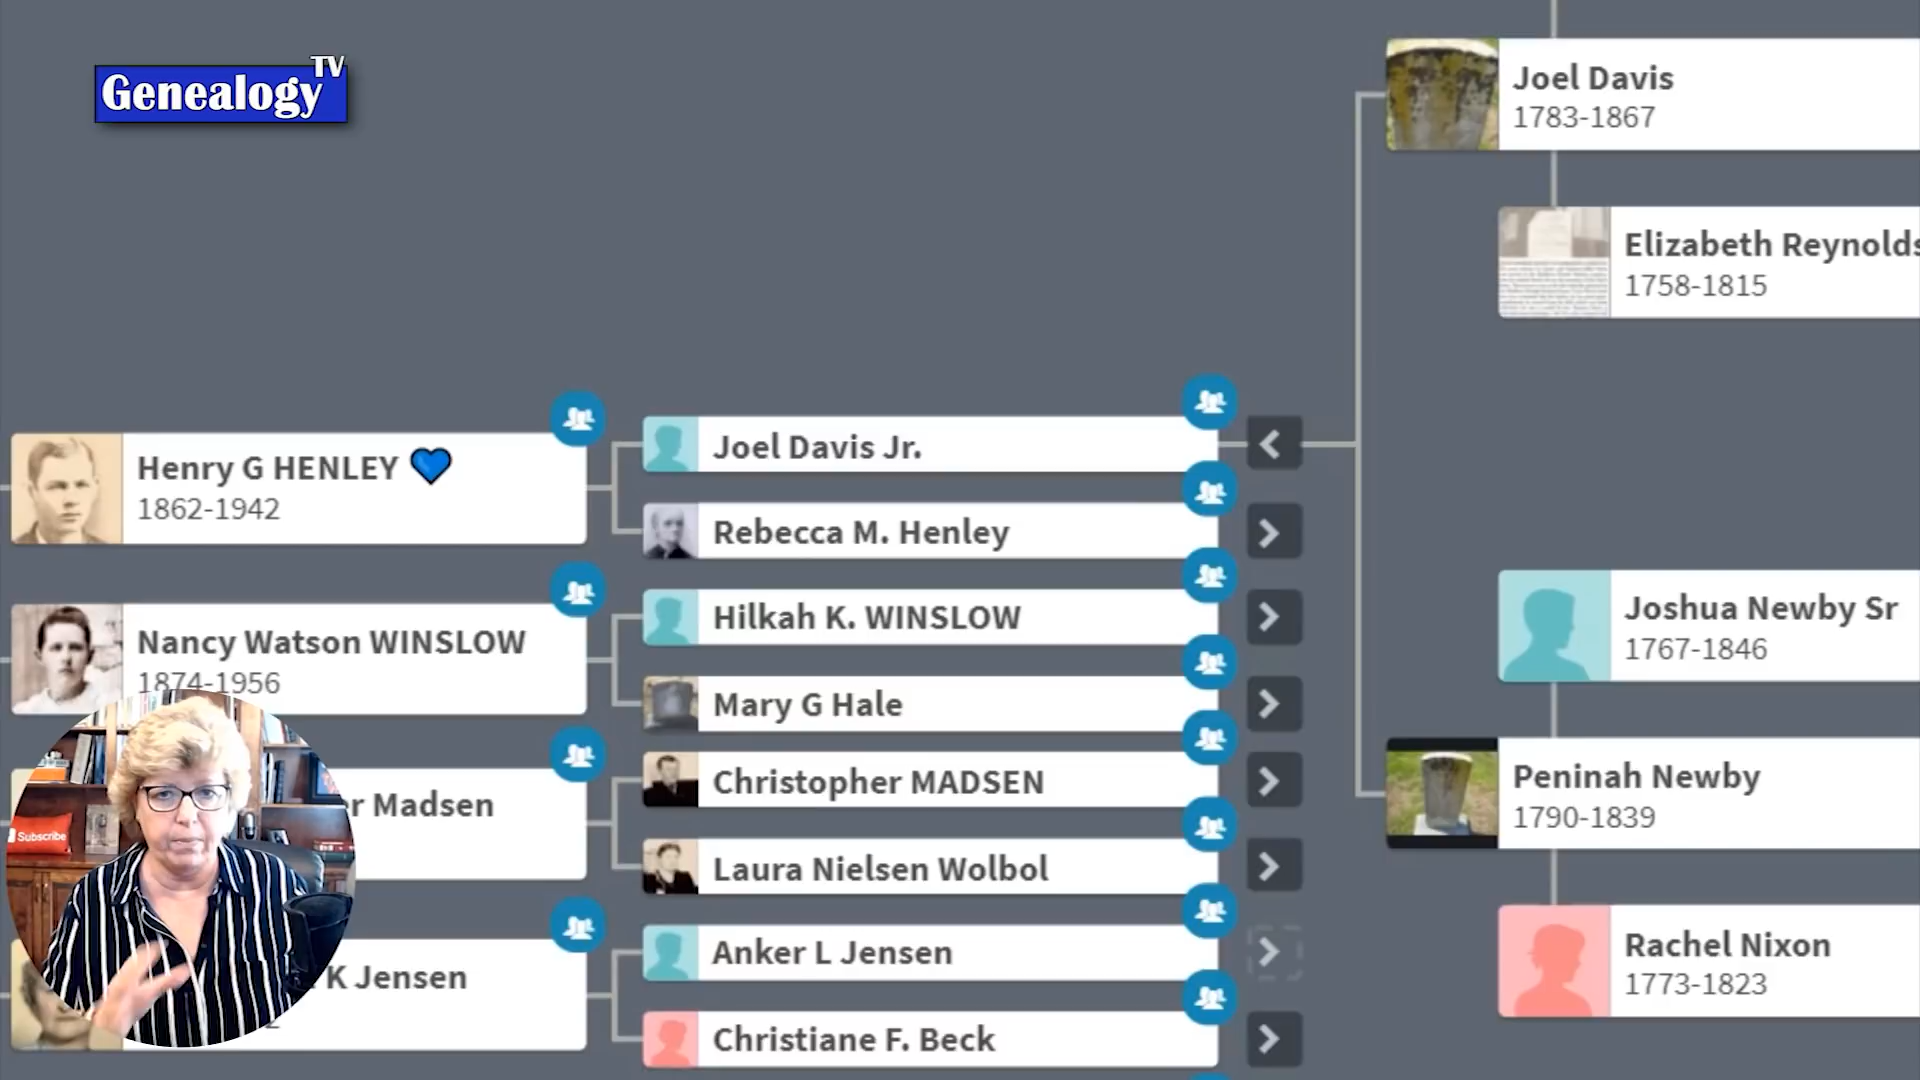 Genealogy TV
Joel Davis
1783-1867
Elizabeth Reynolds
1758-1815
Henry G HENLEY
1862-1942
Joel Davis Jr.
Rebecca M. Henley
Nancy Watson WINSLOW
1874-1956
Hilkah K. WINSLOW
Mary G Hale
Joshua Newby Sr
1767-1846
r Madsen
Christopher MADSEN
Laura Nielsen Wolbol
Peninah Newby
1790-1839
Subscribe
K Jensen
Anker L Jensen
Christiane F. Beck
Rachel Nixon
1773-1823